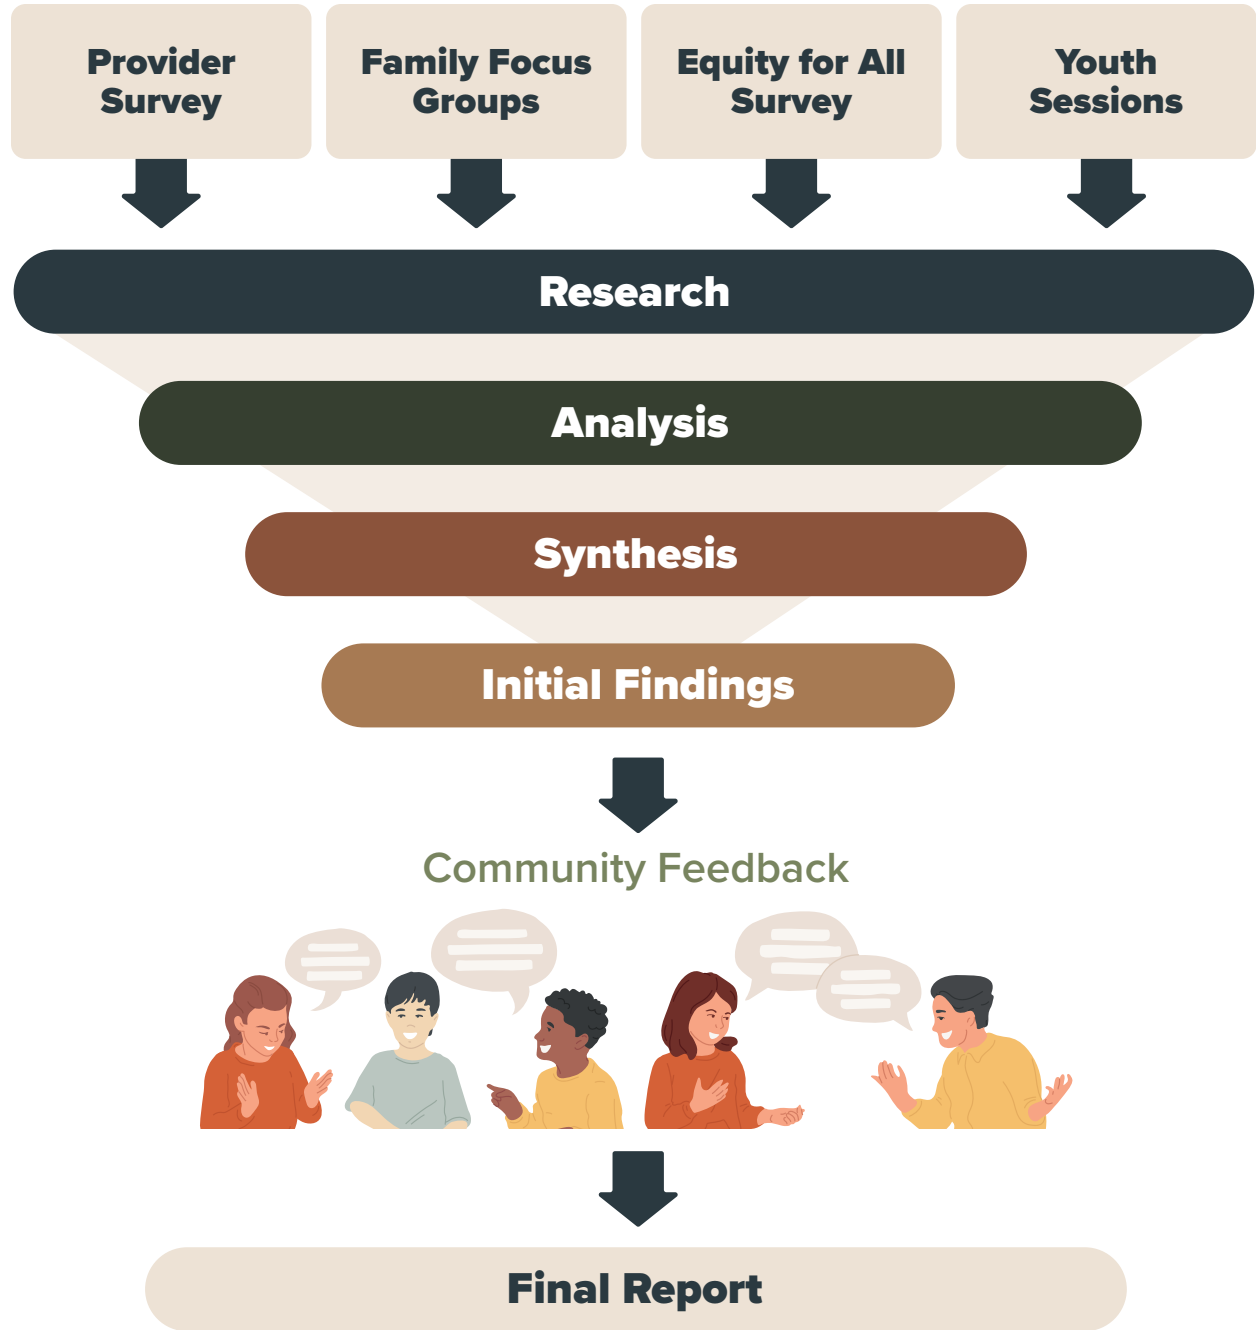 Provider
Survey
Family Focus
Groups
Equity for All
Survey
Youth
Sessions
Research
Analysis
Synthesis
Initial Findings
Community Feedback
Final Report